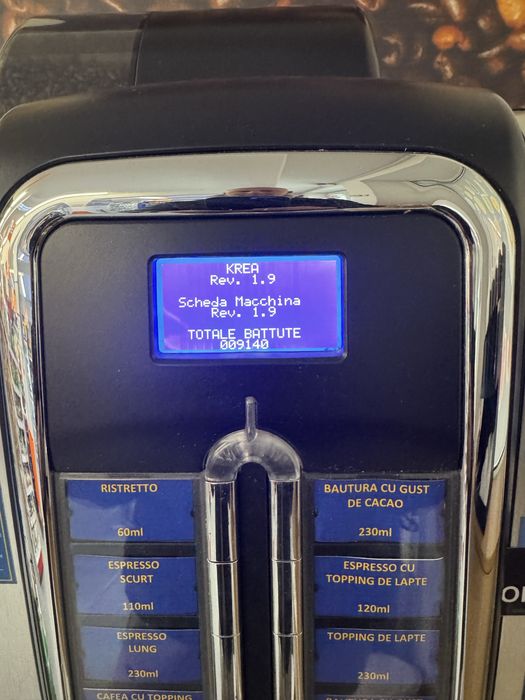 KREA
Rev. 1.9
Scheda Macchina
Rev. 1.9
TOTALE BATTUTE
009140
RISTRETTO
60ml
ESPRESSO
SCURT
110ml
ESPRESSO
LUNG
230ml
CAFEA CU TOPPING
BAUTURA CU GUST
DE CACAO
230ml
ESPRESSO CU
TOPPING DE LAPTE
120ml
TOPPING DE LAPTE
230ml